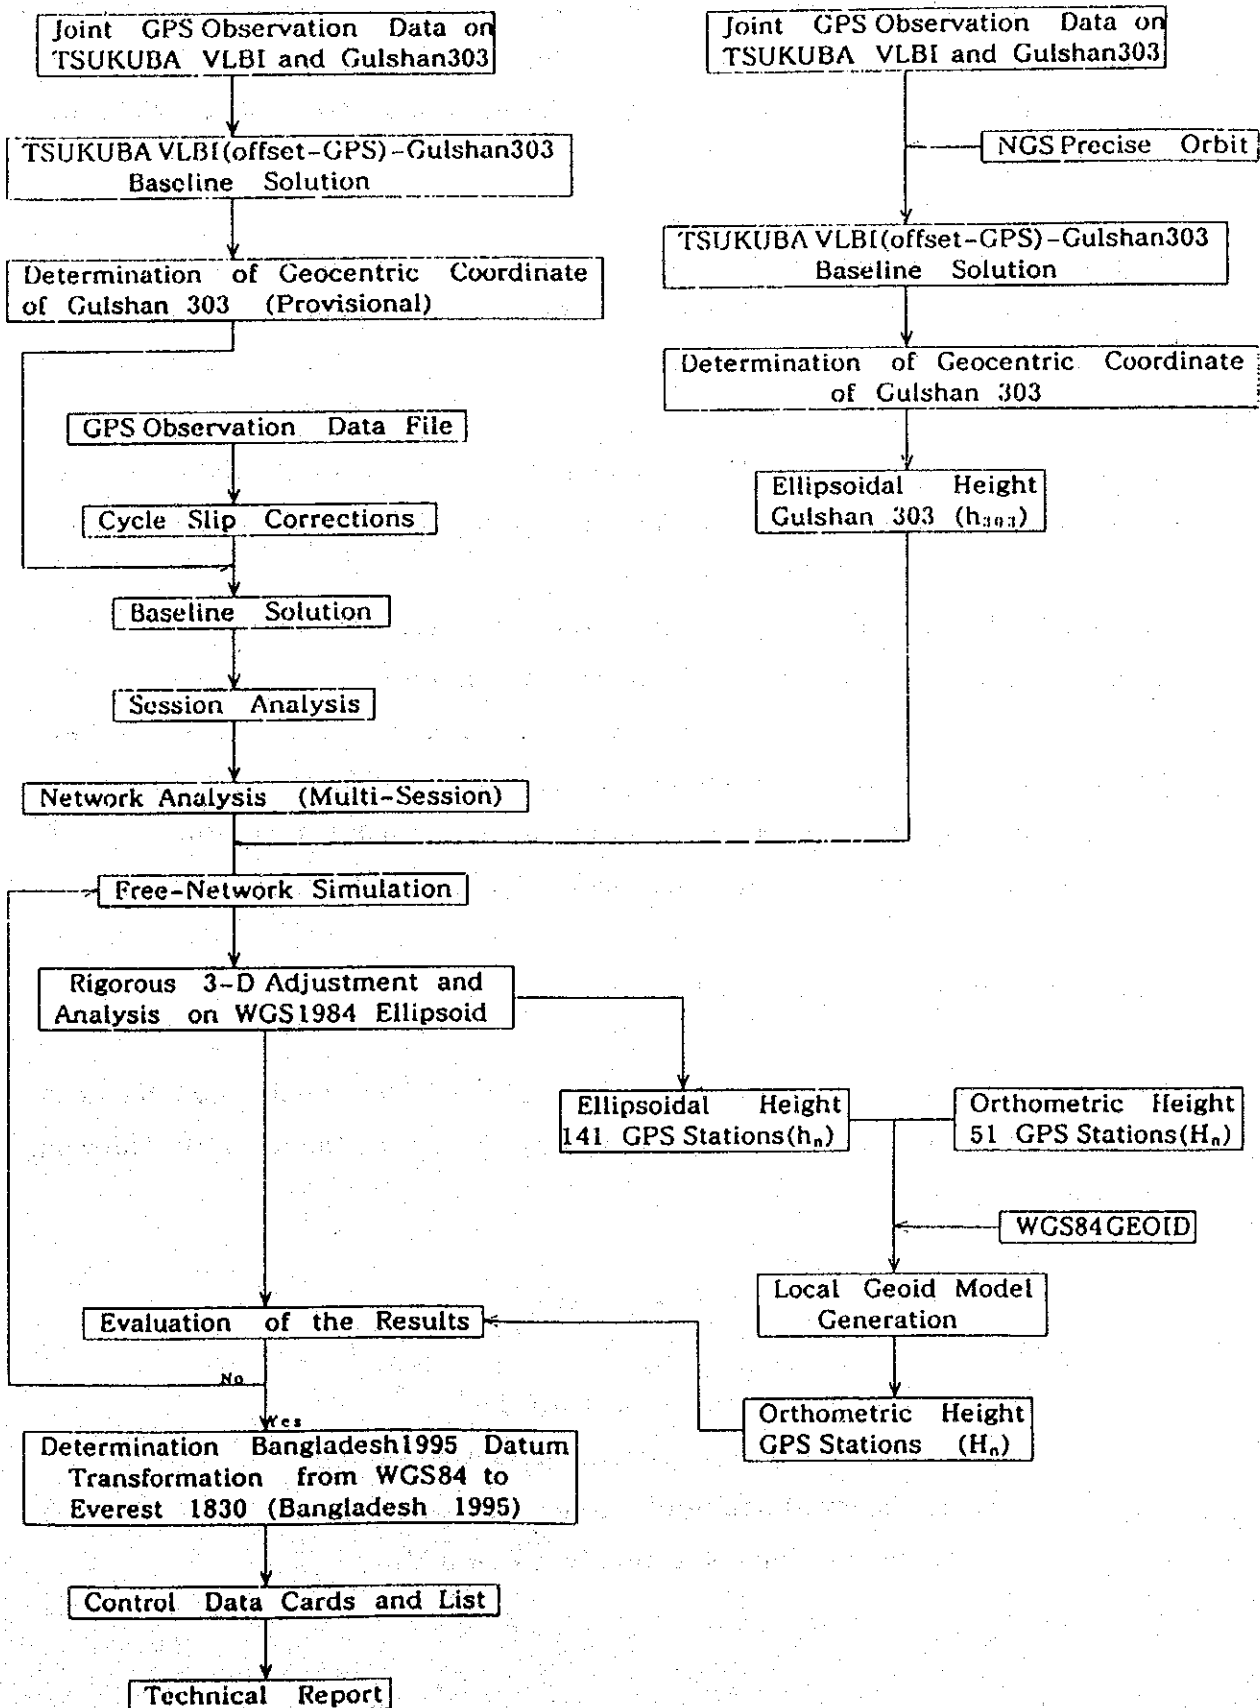 Joint GPS Observation Data on
TSUKUBA VLBI and Gulshan303
TSUKUBA VLBI(offset-GPS)-Gulshan303
Baseline Solution
Determination of Geocentric Coordinate
of Gulshan 303 (Provisional)
GPS Observation Data File
Cycle Slip Corrections
Baseline Solution
Session Analysis
Network Analysis (Multi-Session)
Joint GPS Observation Data on
TSUKUBA VLBI and Gulshan303
NGS Precise Orbit
TSUKUBA VLBI(offset-GPS)-Gulshan303
Baseline Solution
Determination of Geocentric Coordinate
of Gulshan 303
Ellipsoidal Height
Gulshan 303 (h₃₀₃)
Free-Network Simulation
Rigorous 3-D Adjustment and
Analysis on WGS1984 Ellipsoid
Ellipsoidal Height
141 GPS Stations(hₙ)
Orthometric Height
51 GPS Stations(Hₙ)
WGS84GEOID
Local Geoid Model
Generation
Orthometric Height
GPS Stations (Hₙ)
Evaluation of the Results
No
Yes
Determination Bangladesh1995 Datum
Transformation from WGS84 to
Everest 1830 (Bangladesh 1995)
Control Data Cards and List
Technical Report